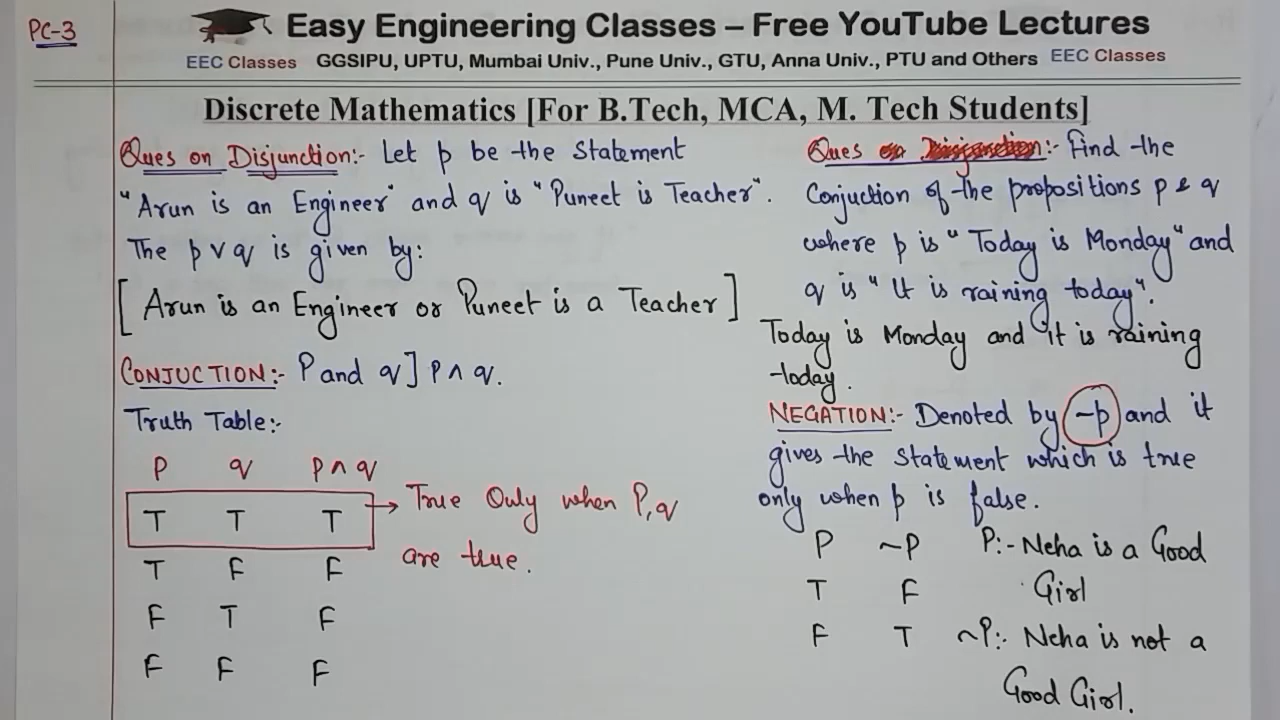 PC-3
Easy Engineering Classes – Free YouTube Lectures
EEC Classes GGSIPU, UPTU, Mumbai Univ., Pune Univ., GTU, Anna Univ., PTU and Others EEC Classes
Discrete Mathematics [For B.Tech, MCA, M. Tech Students]
Ques on Disjunction:- Let p be the Statement
"Arun is an Engineer" and q is "Puneet is Teacher".
The p ∨ q is given by:
[Arun is an Engineer or Puneet is a Teacher]
CONJUCTION:- P and q] p ∧ q.
Truth Table:-
P q p ∧ q
T T T → True Only when P, q
are true.
T F F
F T F
F F F
Ques on Disjunction:- Find the
Conjuction of the propositions p & q
where p is "Today is Monday" and
q is "It is raining today".
Today is Monday and it is raining
today.
NEGATION:- Denoted by ~p and it
gives the Statement which is true
only when p is false.
P ~P P:- Neha is a Good
T F Girl
F T ~P:- Neha is not a
Good Girl.